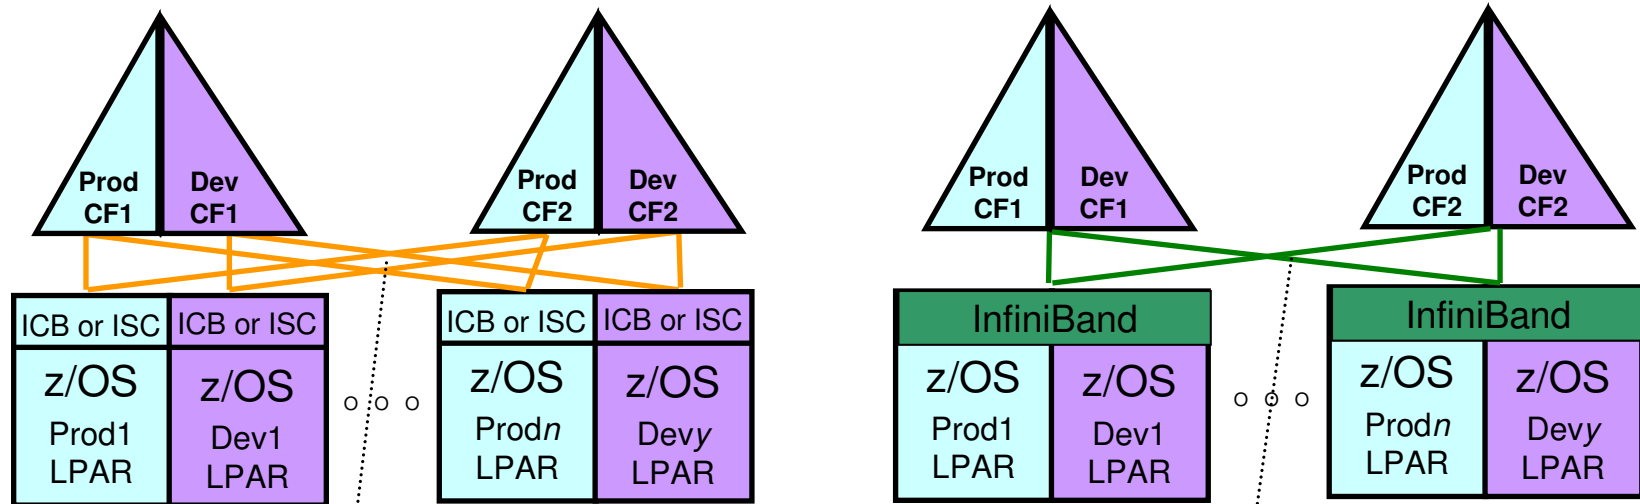 Prod
CF1
Dev
CF1
Prod
CF2
Dev
CF2
ICB or ISC
ICB or ISC
z/OS
Prod1
LPAR
z/OS
Dev1
LPAR
o o o
ICB or ISC
ICB or ISC
z/OS
Prodn
LPAR
z/OS
Devy
LPAR
Prod
CF1
Dev
CF1
Prod
CF2
Dev
CF2
InfiniBand
z/OS
Prod1
LPAR
z/OS
Dev1
LPAR
o o o
InfiniBand
z/OS
Prodn
LPAR
z/OS
Devy
LPAR